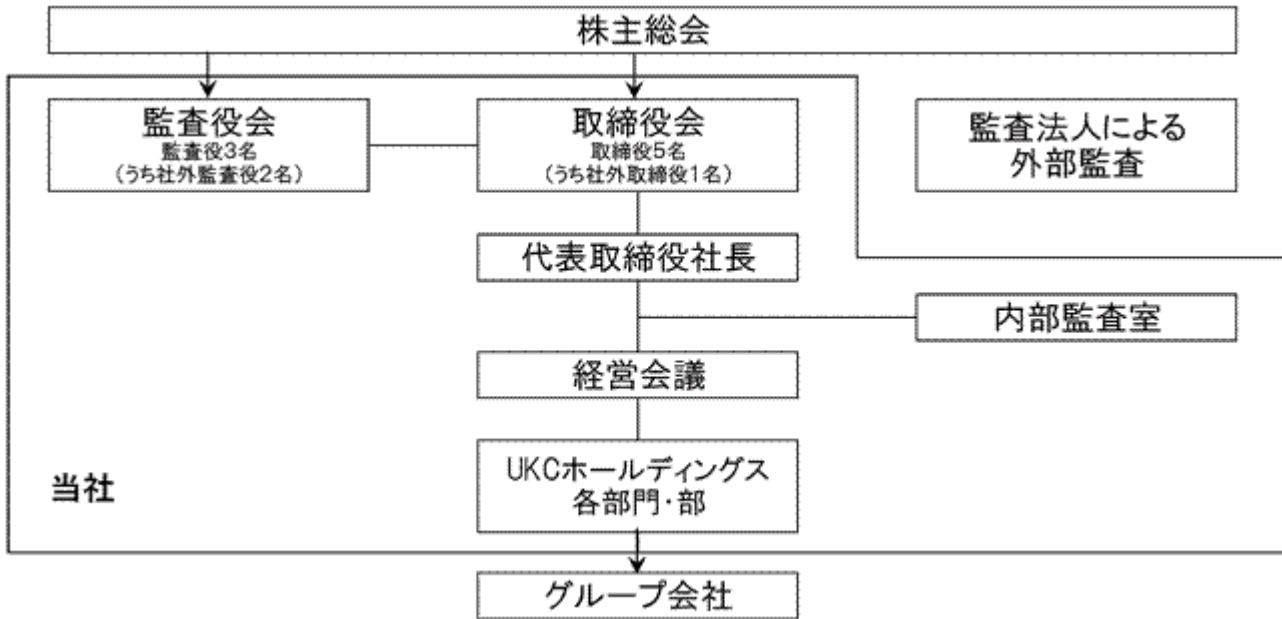 株主総会
監査役会
監査役3名
(うち社外監査役2名)
取締役会
取締役5名
(うち社外取締役1名)
監査法人による
外部監査
代表取締役社長
内部監査室
経営会議
UKCホールディングス
各部門・部
当社
グループ会社